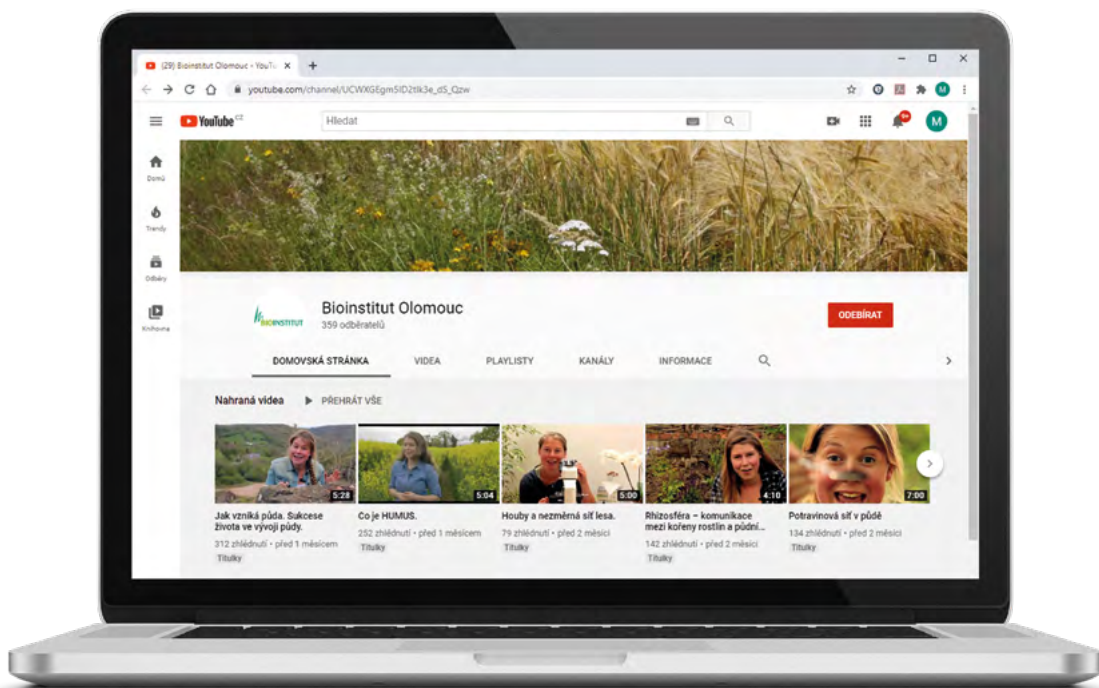 (29) Bioinstitut Olomouc - YouTu
youtube.com/channel/UCWXGEgm5ID2tlk3e_dS_Qzw
M
YouTube CZ
Hledat
9+
M
Domů
Trendy
Odběry
Knihovna
BIOINSTITUT
Bioinstitut Olomouc
359 odběratelů
ODEBÍRAT
DOMOVSKÁ STRÁNKA
VIDEA
PLAYLISTY
KANÁLY
INFORMACE
Nahraná videa
PŘEHRÁT VŠE
5:28
Jak vzniká půda. Sukcese
života ve vývoji půdy.
312 zhlédnutí • před 1 měsícem
Titulky
5:04
Co je HUMUS.
252 zhlédnutí • před 1 měsícem
Titulky
5:00
Houby a nezměrná síť lesa.
79 zhlédnutí • před 2 měsíci
Titulky
4:10
Rhizosféra – komunikace
mezi kořeny rostlin a půdní...
142 zhlédnutí • před 2 měsíci
Titulky
7:00
Potravinová síť v půdě
134 zhlédnutí • před 2 měsíci
Titulky